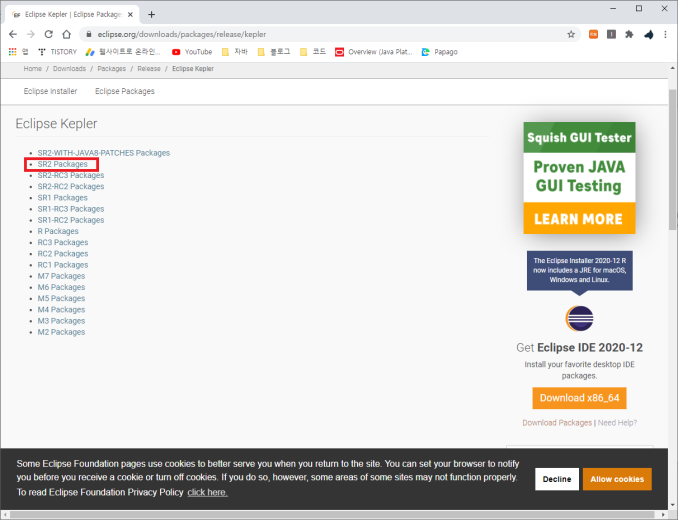 Eclipse Kepler | Eclipse Packages
eclipse.org/downloads/packages/release/kepler
앱 TISTORY 웹사이트로 온라인... YouTube 자바 블로그 코드 Overview (Java Plat... Papago
Home / Downloads / Packages / Release / Eclipse Kepler
Eclipse Installer Eclipse Packages
Eclipse Kepler
SR2-WITH-JAVA8-PATCHES Packages
SR2 Packages
SR2-RC3 Packages
SR2-RC2 Packages
SR1 Packages
SR1-RC3 Packages
SR1-RC2 Packages
R Packages
RC3 Packages
RC2 Packages
RC1 Packages
M7 Packages
M6 Packages
M5 Packages
M4 Packages
M3 Packages
M2 Packages
Squish GUI Tester
Proven JAVA
GUI Testing
LEARN MORE
The Eclipse Installer 2020-12 R
now includes a JRE for macOS,
Windows and Linux.
Get Eclipse IDE 2020-12
Install your favorite desktop IDE
packages.
Download x86_64
Download Packages | Need Help?
Some Eclipse Foundation pages use cookies to better serve you when you return to the site. You can set your browser to notify
you before you receive a cookie or turn off cookies. If you do so, however, some areas of some sites may not function properly.
To read Eclipse Foundation Privacy Policy click here.
Decline
Allow cookies